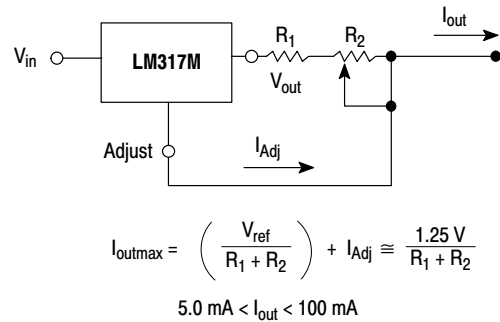 I_out
R_1 R_2
V_in
LM317M
V_out
Adjust
I_Adj
I_outmax = ( V_ref / R_1 + R_2 ) + I_Adj ≅ 1.25 V / R_1 + R_2
5.0 mA < I_out < 100 mA